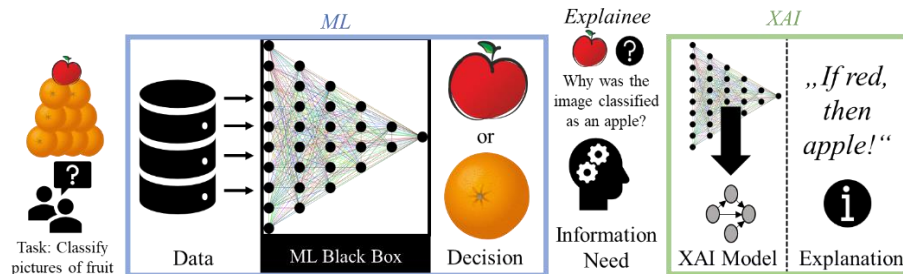 ML
Explainee
XAI
?
?
Why was the
image classified
as an apple?
or
„If red,
then
apple!“
i
Task: Classify
pictures of fruit
Data
ML Black Box
Decision
Information
Need
XAI Model
Explanation